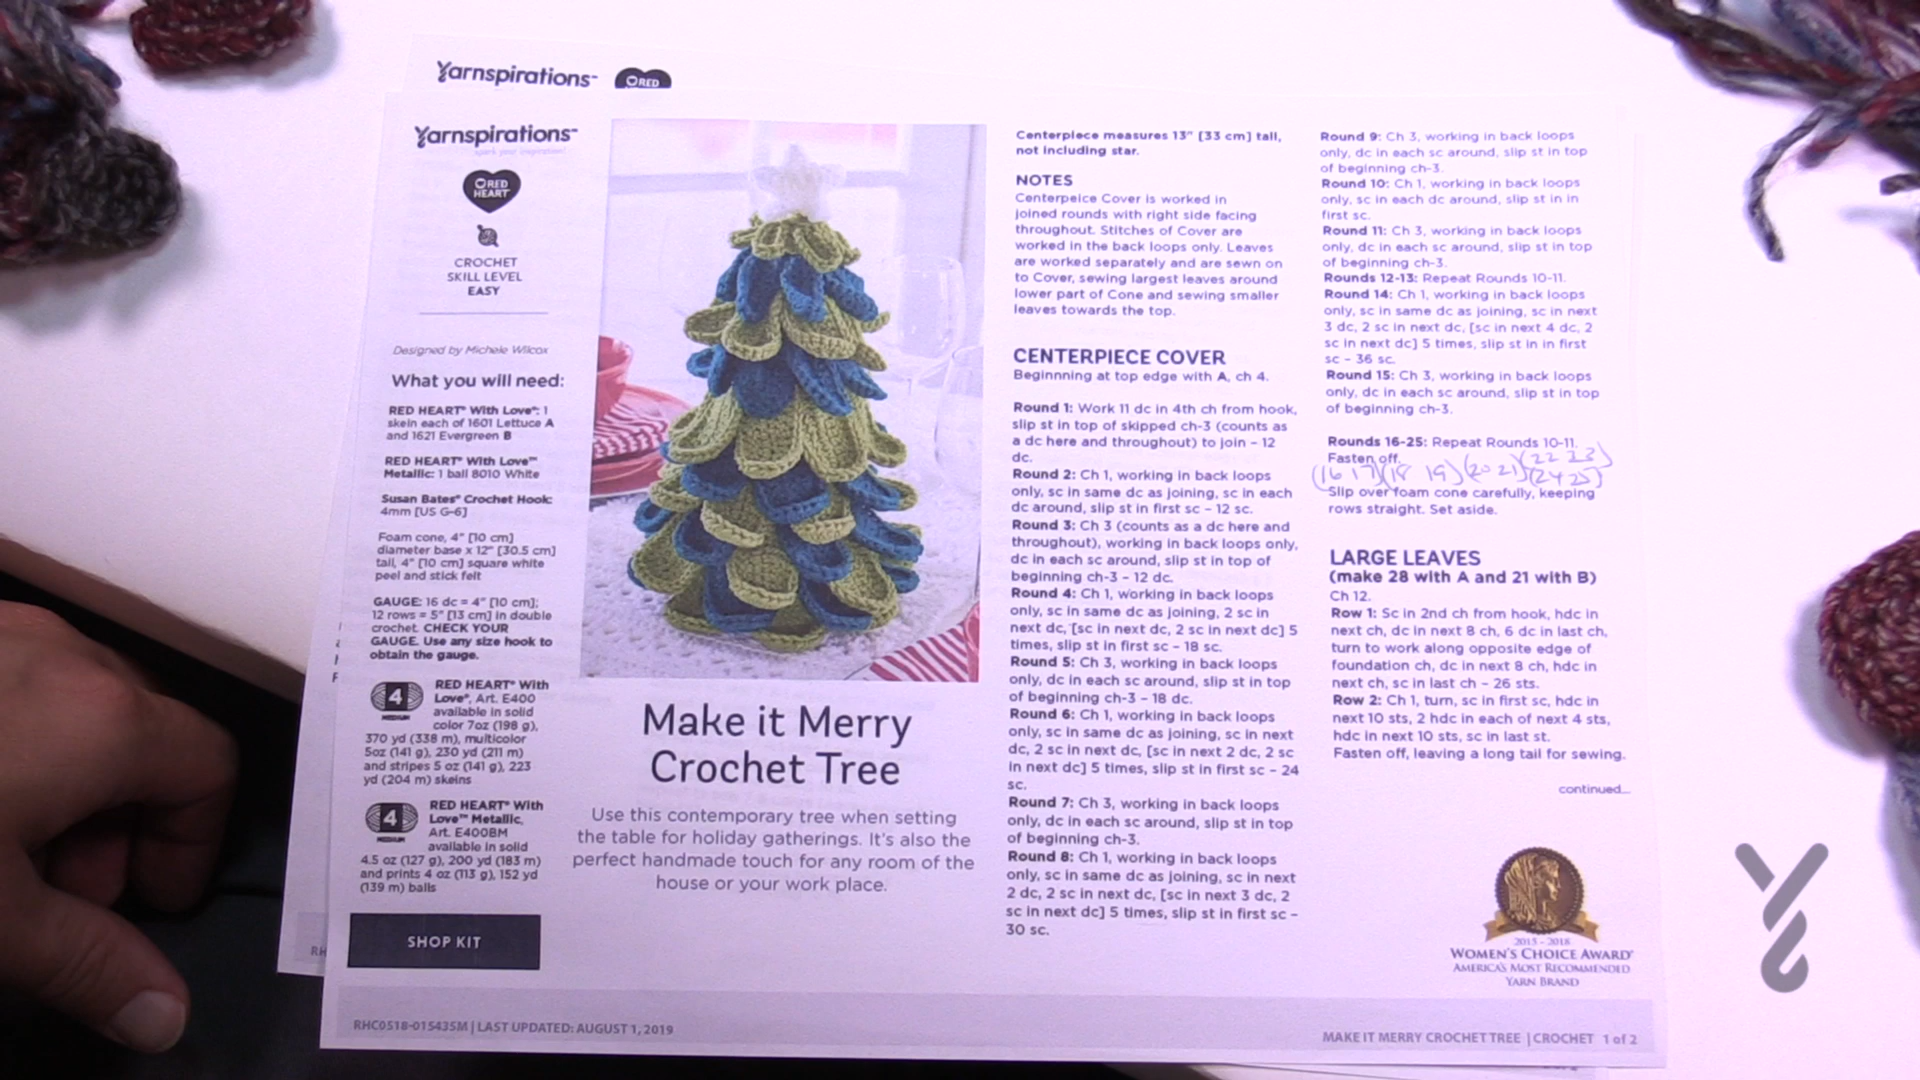 Yarnspirations™
RED
Yarnspirations™
spark your inspiration!
RED
HEART®
CROCHET
SKILL LEVEL
EASY
Designed by Michele Wilcox
What you will need:
RED HEART® With Love®: 1
skein each of 1601 Lettuce A
and 1621 Evergreen B
RED HEART® With Love™
Metallic: 1 ball 8010 White
Susan Bates® Crochet Hook:
4mm [US G-6]
Foam cone, 4" [10 cm]
diameter base x 12" [30.5 cm]
tall, 4" [10 cm] square white
peel and stick felt
GAUGE: 16 dc = 4" [10 cm];
12 rows = 5" [13 cm] in double
crochet. CHECK YOUR
GAUGE. Use any size hook to
obtain the gauge.
4
MEDIUM
RED HEART® With
Love®, Art. E400
available in solid
color 7oz (198 g),
370 yd (338 m), multicolor
5oz (141 g), 230 yd (211 m)
and stripes 5 oz (141 g), 223
yd (204 m) skeins
4
MEDIUM
RED HEART® With
Love™ Metallic,
Art. E400BM
available in solid
4.5 oz (127 g), 200 yd (183 m)
and prints 4 oz (113 g), 152 yd
(139 m) balls
SHOP KIT
Make it Merry
Crochet Tree
Use this contemporary tree when setting
the table for holiday gatherings. It's also the
perfect handmade touch for any room of the
house or your work place.
Centerpiece measures 13" [33 cm] tall,
not including star.
NOTES
Centerpeice Cover is worked in
joined rounds with right side facing
throughout. Stitches of Cover are
worked in the back loops only. Leaves
are worked separately and are sewn on
to Cover, sewing largest leaves around
lower part of Cone and sewing smaller
leaves towards the top.
CENTERPIECE COVER
Beginnning at top edge with A, ch 4.
Round 1: Work 11 dc in 4th ch from hook,
slip st in top of skipped ch-3 (counts as
a dc here and throughout) to join – 12
dc.
Round 2: Ch 1, working in back loops
only, sc in same dc as joining, sc in each
dc around, slip st in first sc – 12 sc.
Round 3: Ch 3 (counts as a dc here and
throughout), working in back loops only,
dc in each sc around, slip st in top of
beginning ch-3 – 12 dc.
Round 4: Ch 1, working in back loops
only, sc in same dc as joining, 2 sc in
next dc, [sc in next dc, 2 sc in next dc] 5
times, slip st in first sc – 18 sc.
Round 5: Ch 3, working in back loops
only, dc in each sc around, slip st in top
of beginning ch-3 – 18 dc.
Round 6: Ch 1, working in back loops
only, sc in same dc as joining, sc in next
dc, 2 sc in next dc, [sc in next 2 dc, 2 sc
in next dc] 5 times, slip st in first sc – 24
sc.
Round 7: Ch 3, working in back loops
only, dc in each sc around, slip st in top
of beginning ch-3.
Round 8: Ch 1, working in back loops
only, sc in same dc as joining, sc in next
2 dc, 2 sc in next dc, [sc in next 3 dc, 2
sc in next dc] 5 times, slip st in first sc –
30 sc.
Round 9: Ch 3, working in back loops
only, dc in each sc around, slip st in top
of beginning ch-3.
Round 10: Ch 1, working in back loops
only, sc in each dc around, slip st in in
first sc.
Round 11: Ch 3, working in back loops
only, dc in each sc around, slip st in top
of beginning ch-3.
Rounds 12-13: Repeat Rounds 10-11.
Round 14: Ch 1, working in back loops
only, sc in same dc as joining, sc in next
3 dc, 2 sc in next dc, [sc in next 4 dc, 2
sc in next dc] 5 times, slip st in in first
sc – 36 sc.
Round 15: Ch 3, working in back loops
only, dc in each sc around, slip st in top
of beginning ch-3.
Rounds 16-25: Repeat Rounds 10-11.
Fasten off.
(16 17)(18 19)(20 21)(22 23)
(24 25)
Slip over foam cone carefully, keeping
rows straight. Set aside.
LARGE LEAVES
(make 28 with A and 21 with B)
Ch 12.
Row 1: Sc in 2nd ch from hook, hdc in
next ch, dc in next 8 ch, 6 dc in last ch,
turn to work along opposite edge of
foundation ch, dc in next 8 ch, hdc in
next ch, sc in last ch – 26 sts.
Row 2: Ch 1, turn, sc in first sc, hdc in
next 10 sts, 2 hdc in each of next 4 sts,
hdc in next 10 sts, sc in last st.
Fasten off, leaving a long tail for sewing.
continued...
2015 - 2016
WOMEN'S CHOICE AWARD®
AMERICA'S MOST RECOMMENDED
YARN BRAND
RH
RHC0518-015435M | LAST UPDATED: AUGUST 1, 2019
MAKE IT MERRY CROCHET TREE | CROCHET 1 of 2